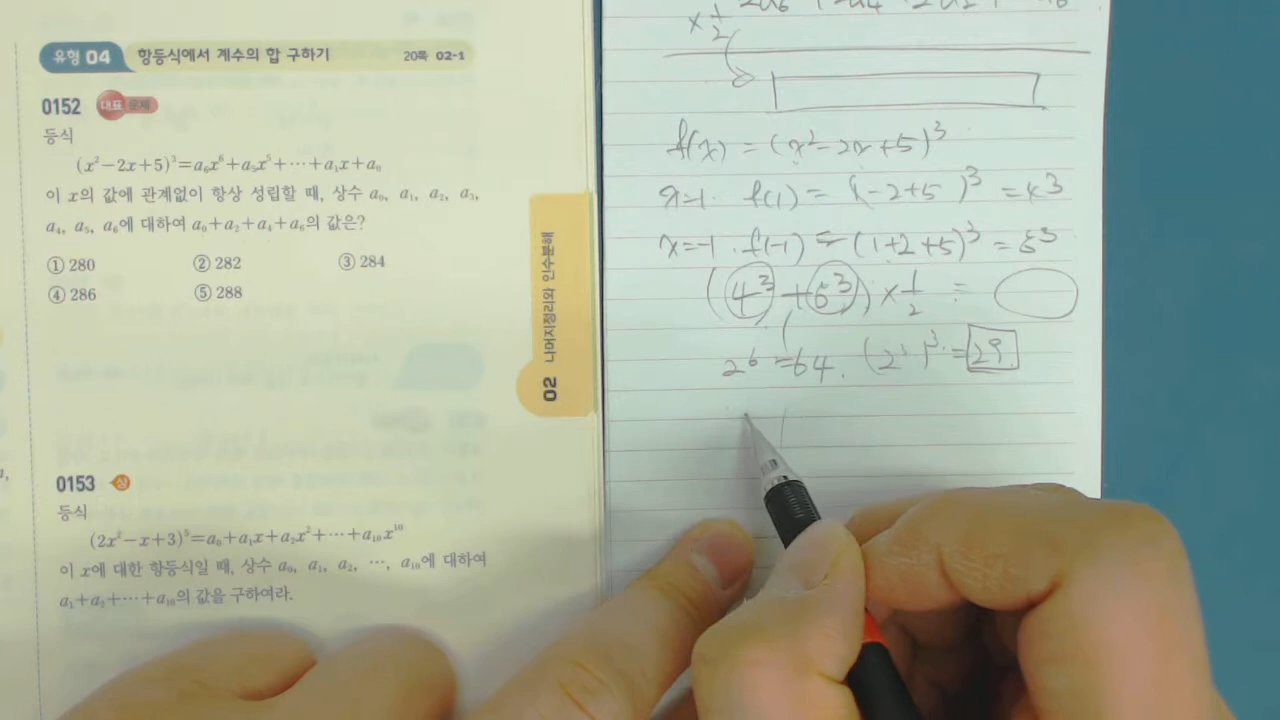 유형 04 항등식에서 계수의 합 구하기 20쪽 02-1
0152 대표 문제
등식
(x²-2x+5)³=a₆x⁶+a₅x⁵+⋯+a₁x+a₀
이 x의 값에 관계없이 항상 성립할 때, 상수 a₀, a₁, a₂, a₃,
a₄, a₅, a₆에 대하여 a₀+a₂+a₄+a₆의 값은?
① 280 ② 282 ③ 284
④ 286 ⑤ 288
0153 상
등식
(2x²-x+3)⁵=a₀+a₁x+a₂x²+⋯+a₁₀x¹⁰
이 x에 대한 항등식일 때, 상수 a₀, a₁, a₂, ⋯, a₁₀에 대하여
a₁+a₂+⋯+a₁₀의 값을 구하여라.
02 나머지정리와 인수분해
×1/2
f(x) = (x²-2x+5)³
x=1. f(1) = (1-2+5)³ = 4³
x=-1. f(-1) = (1+2+5)³ = 8³
(4³ + 8³) × 1/2 =
2⁶ = 64. (2³)³ = 2⁹